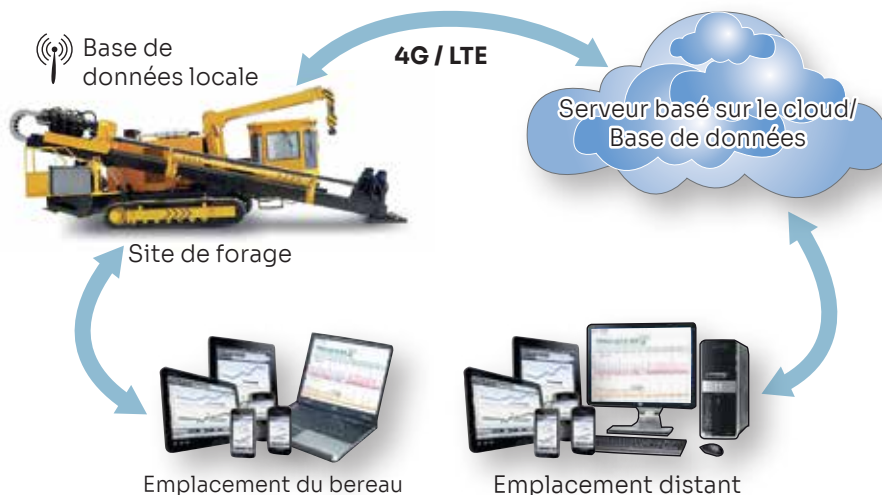 Base de
données locale
4G / LTE
Serveur basé sur le cloud/
Base de données
Site de forage
Emplacement du bereau
Emplacement distant